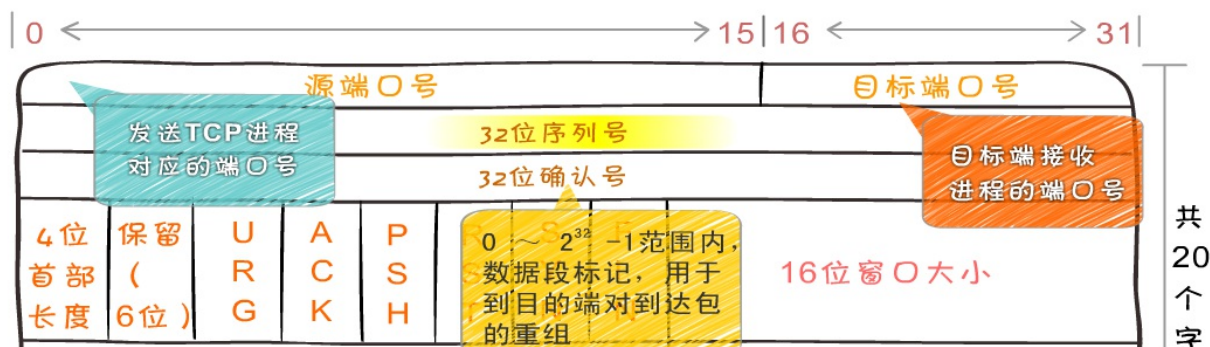 0 15 16 31
源端口号 目标端口号
发送TCP进程
对应的端口号
32位序列号
目标端接收
进程的端口号
32位确认号
4位
首部
长度
保留
(
6位)
URG
ACK
PSH
0 ~ 2³² -1范围内，
数据段标记，用于
到目的端对到达包
的重组
16位窗口大小
共
20
个
字